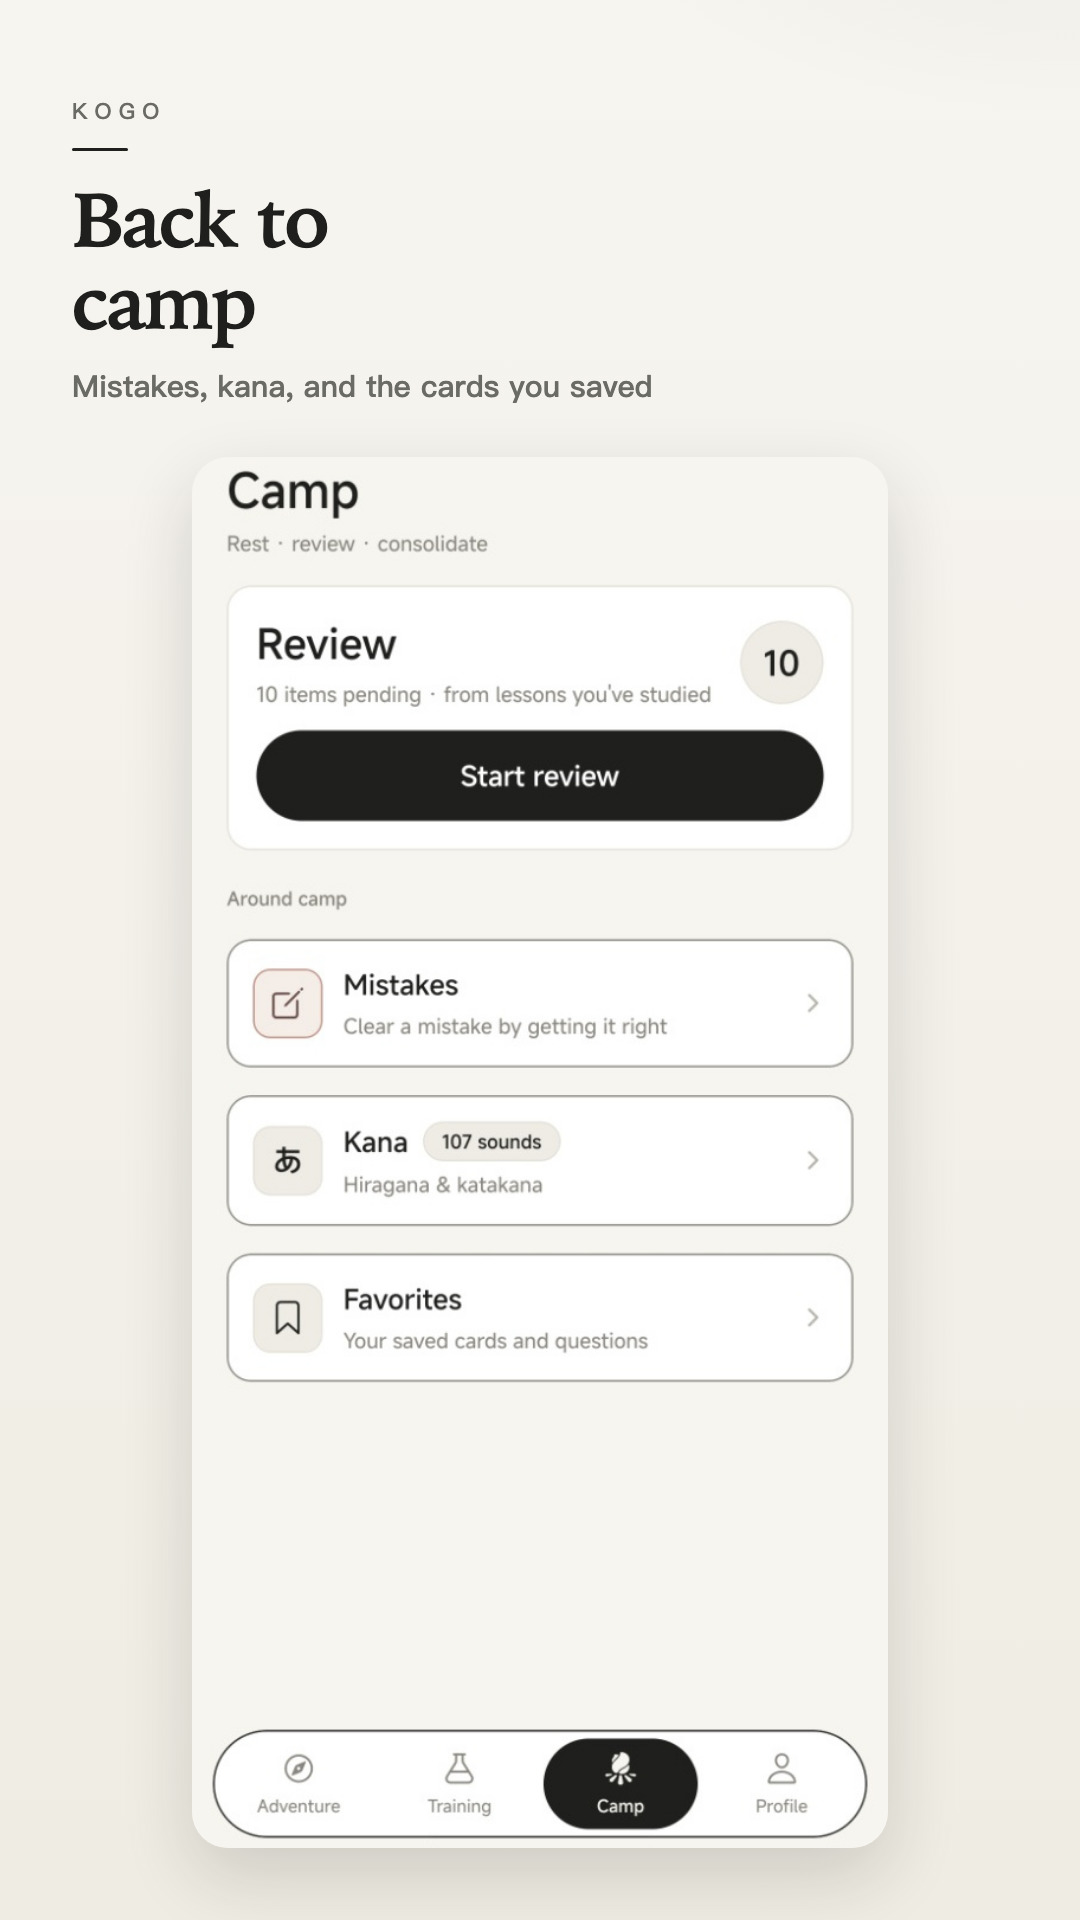 KOGO
Back to
camp
Mistakes, kana, and the cards you saved
Camp
Rest · review · consolidate
Review
10 items pending · from lessons you've studied
10
Start review
Around camp
Mistakes
Clear a mistake by getting it right
あ
Kana
107 sounds
Hiragana & katakana
Favorites
Your saved cards and questions
Adventure
Training
Camp
Profile